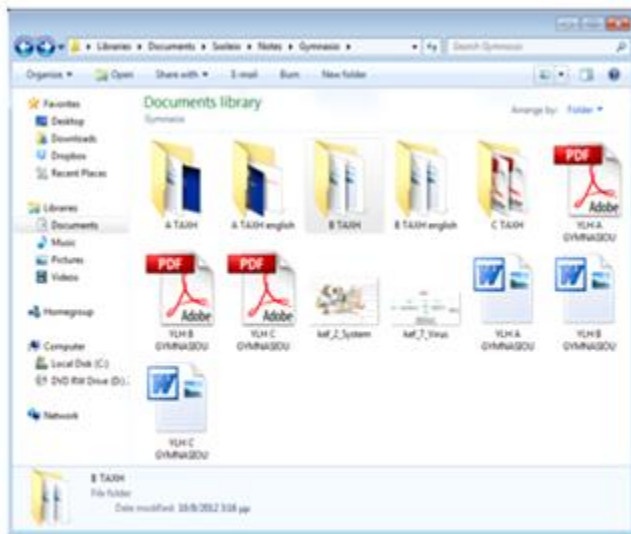 Libraries ▸ Documents ▸ Sxoleio ▸ Notes ▸ Gymnasio ▸
Search Gymnasio
Organize Open Share with E-mail Burn New folder
Favorites
Desktop
Downloads
Dropbox
Recent Places
Libraries
Documents
Music
Pictures
Videos
Homegroup
Computer
Local Disk (C:)
DVD RW Drive (D:)
Network
Documents library
Gymnasio
Arrange by: Folder
A TAXH
A TAXH english
B TAXH
B TAXH english
C TAXH
PDF
Adobe
YLH A
GYMNASIOU
PDF
Adobe
YLH B
GYMNASIOU
PDF
Adobe
YLH C
GYMNASIOU
kef_2_System
kef_7_Virus
W
YLH A
GYMNASIOU
W
YLH B
GYMNASIOU
W
YLH C
GYMNASIOU
B TAXH
File folder
Date modified: 10/8/2012 3:16 μμ